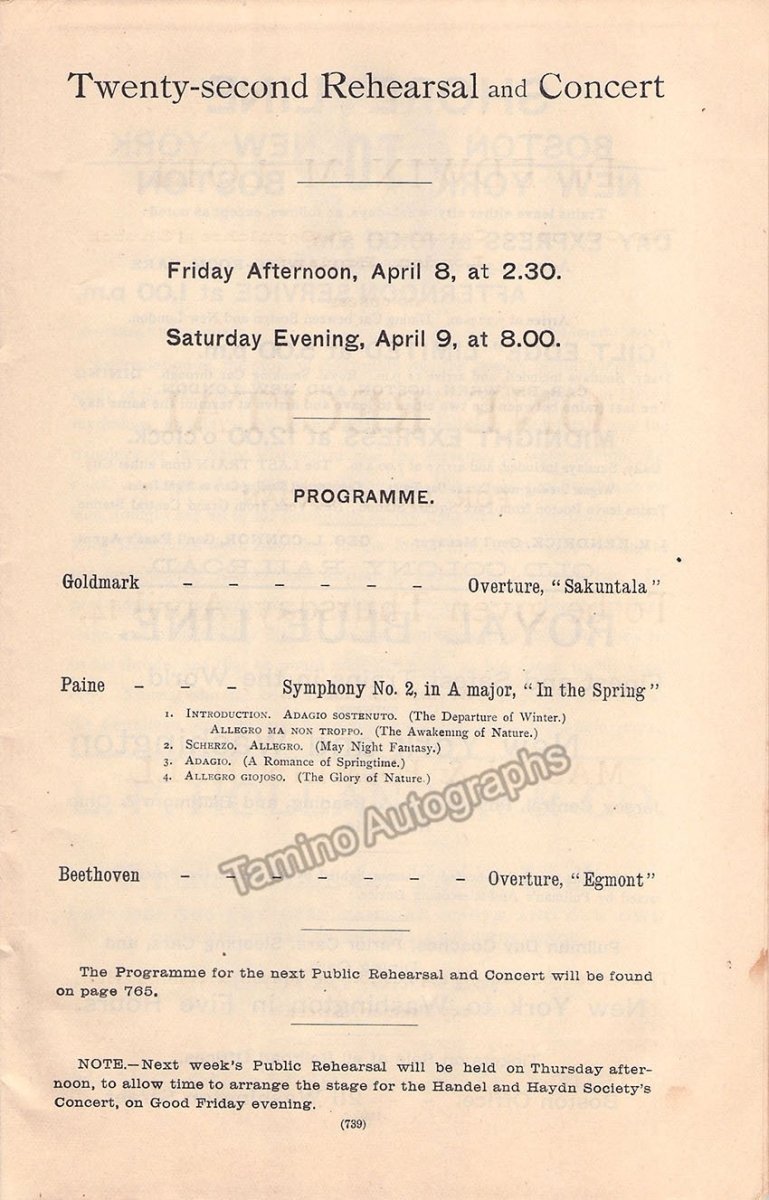 Twenty-second Rehearsal and Concert
Friday Afternoon, April 8, at 2.30.
Saturday Evening, April 9, at 8.00.
PROGRAMME.
Goldmark - - - - - - Overture, "Sakuntala"
Paine - - - Symphony No. 2, in A major, "In the Spring"
1. Introduction. Adagio sostenuto. (The Departure of Winter.)
Allegro ma non troppo. (The Awakening of Nature.)
2. Scherzo. Allegro. (May Night Fantasy.)
3. Adagio. (A Romance of Springtime.)
4. Allegro giojoso. (The Glory of Nature.)
Tamino Autographs
Beethoven - - - - - - - Overture, "Egmont"
The Programme for the next Public Rehearsal and Concert will be found
on page 765.
NOTE.—Next week's Public Rehearsal will be held on Thursday after-
noon, to allow time to arrange the stage for the Handel and Haydn Society's
Concert, on Good Friday evening.
(739)